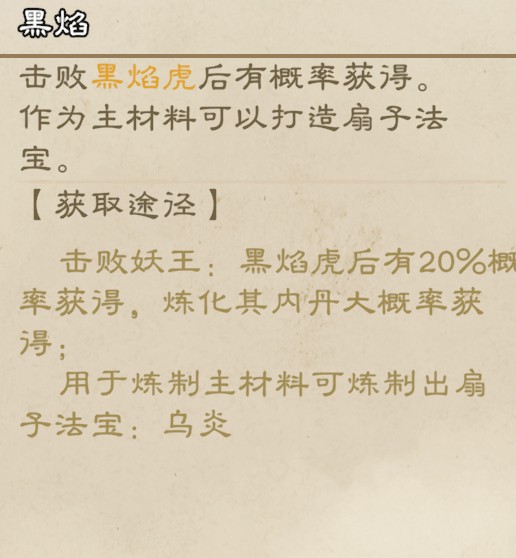 黑焰
击败黑焰虎后有概率获得。
作为主材料可以打造扇子法
宝。
【获取途径】
击败妖王：黑焰虎后有20%概
率获得，炼化其内丹大概率获
得；
用于炼制主材料可炼制出扇
子法宝：乌炎